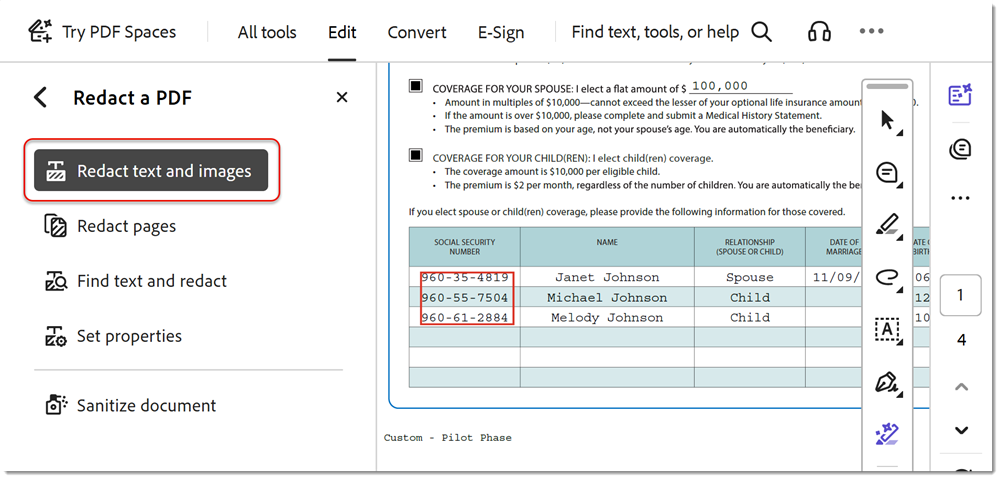 Try PDF Spaces
All tools
Edit
Convert
E-Sign
Find text, tools, or help
Redact a PDF
Redact text and images
Redact pages
Find text and redact
Set properties
Sanitize document
COVERAGE FOR YOUR SPOUSE: I elect a flat amount of $ 100,000
• Amount in multiples of $10,000—cannot exceed the lesser of your optional life insurance amoun
• If the amount is over $10,000, please complete and submit a Medical History Statement.
• The premium is based on your age, not your spouse's age. You are automatically the beneficiary.
COVERAGE FOR YOUR CHILD(REN): I elect child(ren) coverage.
• The coverage amount is $10,000 per eligible child.
• The premium is $2 per month, regardless of the number of children. You are automatically the be
If you elect spouse or child(ren) coverage, please provide the following information for those covered.
SOCIAL SECURITY NUMBER NAME RELATIONSHIP (SPOUSE OR CHILD) DATE OF MARRIAGE
960-35-4819 Janet Johnson Spouse 11/09/ 06
960-55-7504 Michael Johnson Child 12
960-61-2884 Melody Johnson Child 10
Custom - Pilot Phase
1
4